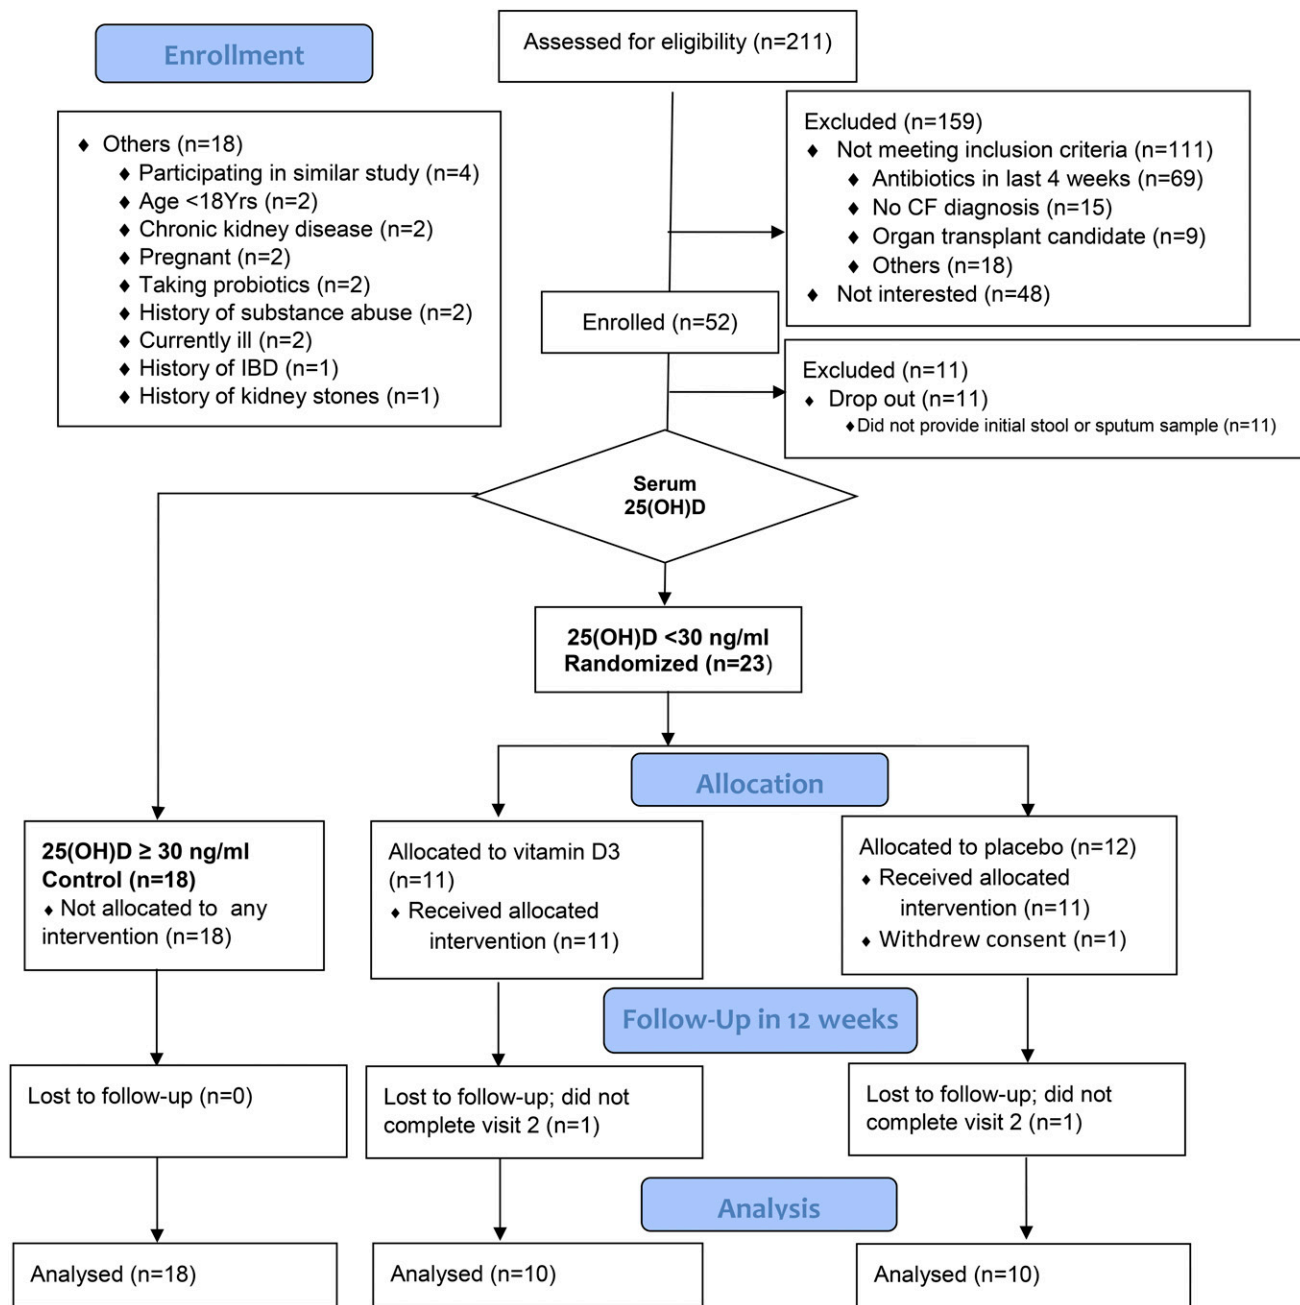 Enrollment
Assessed for eligibility (n=211)
♦ Others (n=18)
♦ Participating in similar study (n=4)
♦ Age <18Yrs (n=2)
♦ Chronic kidney disease (n=2)
♦ Pregnant (n=2)
♦ Taking probiotics (n=2)
♦ History of substance abuse (n=2)
♦ Currently ill (n=2)
♦ History of IBD (n=1)
♦ History of kidney stones (n=1)
Excluded (n=159)
♦ Not meeting inclusion criteria (n=111)
♦ Antibiotics in last 4 weeks (n=69)
♦ No CF diagnosis (n=15)
♦ Organ transplant candidate (n=9)
♦ Others (n=18)
♦ Not interested (n=48)
Enrolled (n=52)
Excluded (n=11)
♦ Drop out (n=11)
♦Did not provide initial stool or sputum sample (n=11)
Serum
25(OH)D
25(OH)D <30 ng/ml
Randomized (n=23)
Allocation
25(OH)D ≥ 30 ng/ml
Control (n=18)
♦ Not allocated to any
intervention (n=18)
Allocated to vitamin D3
(n=11)
♦ Received allocated
intervention (n=11)
Allocated to placebo (n=12)
♦ Received allocated
intervention (n=11)
♦ Withdrew consent (n=1)
Follow-Up in 12 weeks
Lost to follow-up (n=0)
Lost to follow-up; did not
complete visit 2 (n=1)
Lost to follow-up; did not
complete visit 2 (n=1)
Analysis
Analysed (n=18)
Analysed (n=10)
Analysed (n=10)